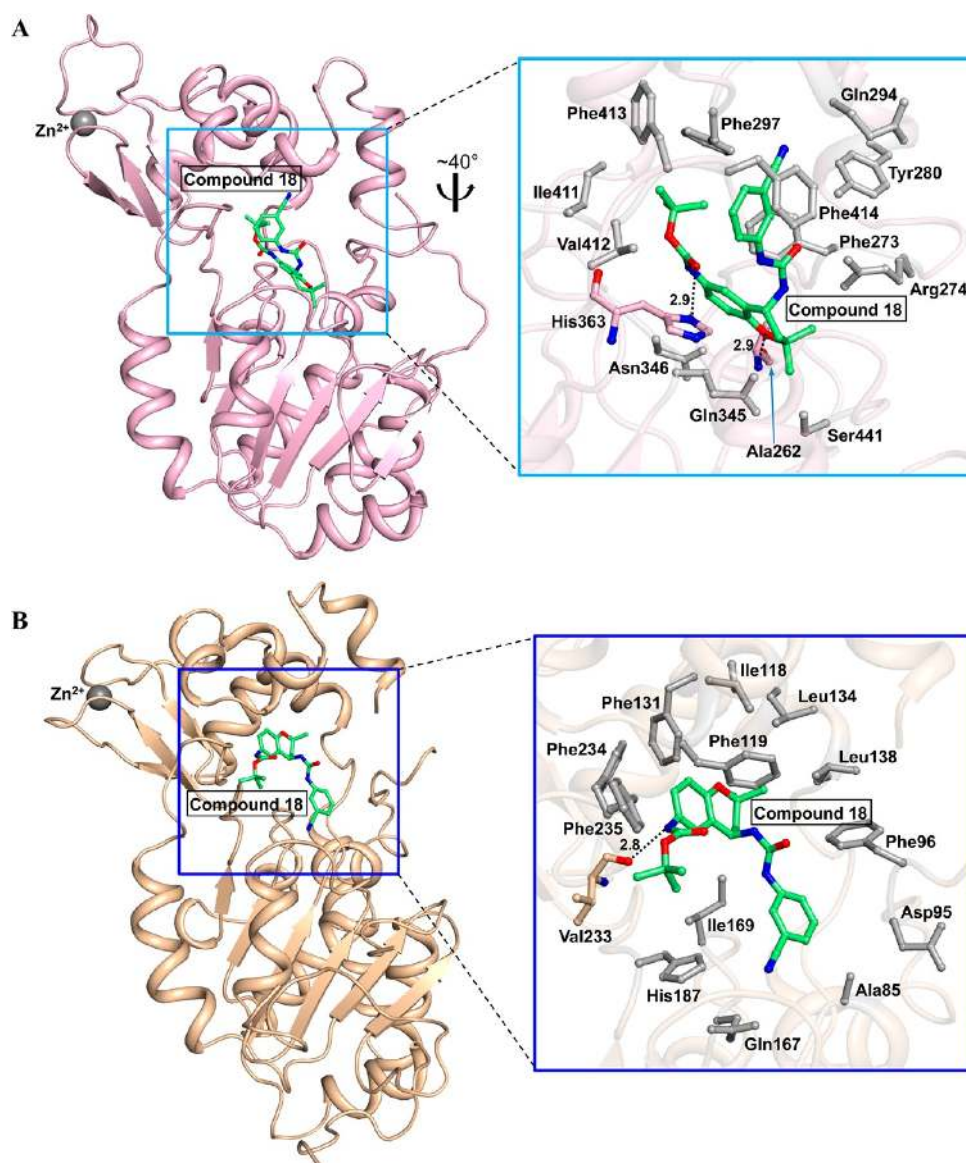 A
Zn²⁺
Compound 18
~40°
Phe413
Phe297
Gln294
Tyr280
Ile411
Phe414
Val412
Phe273
Arg274
2.9
Compound 18
His363
2.9
Asn346
Gln345
Ser441
Ala262
B
Zn²⁺
Compound 18
Ile118
Phe131
Leu134
Phe234
Phe119
Leu138
Compound 18
Phe235
2.8
Phe96
Val233
Ile169
Asp95
His187
Ala85
Gln167